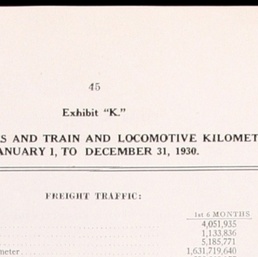 45
Exhibit "K."
S AND TRAIN AND LOCOMOTIVE KILOMET
ANUARY 1, TO DECEMBER 31, 1930.
FREIGHT TRAFFIC:
1st 6 MONTHS
4,051,935
1,133,836
5,185,771
meter 1,631,719,640